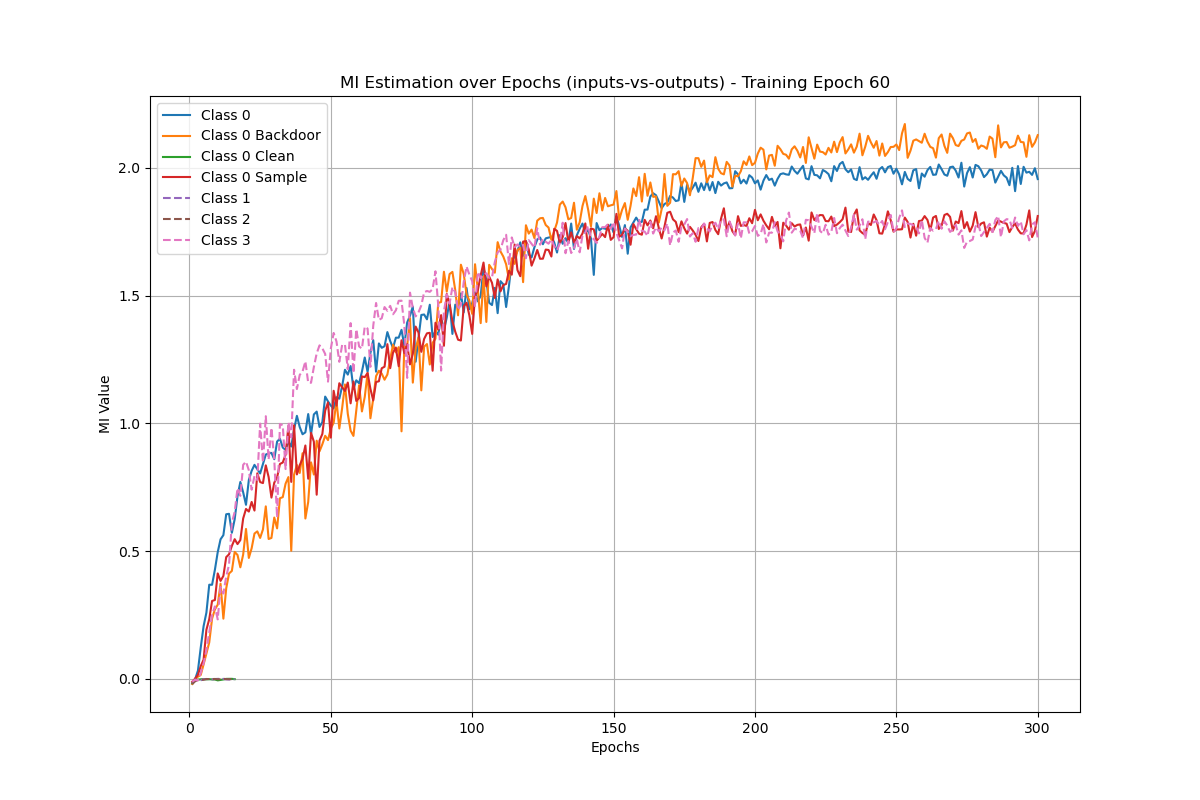 MI Estimation over Epochs (inputs-vs-outputs) - Training Epoch 60
Class 0
Class 0 Backdoor
Class 0 Clean
Class 0 Sample
Class 1
Class 2
Class 3
MI Value
2.0
1.5
1.0
0.5
0.0
0
50
100
150
200
250
300
Epochs